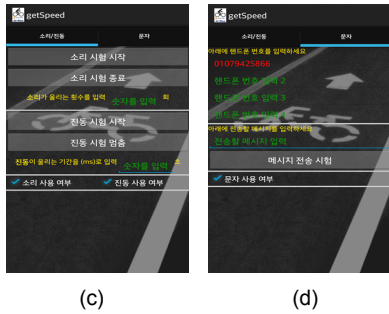 getSpeed
소리/진동
문자
소리 시험 시작
소리 시험 종료
소리가 울리는 횟수를 입력 숫자를 입력 회
진동 시험 시작
진동 시험 멈춤
진동이 울리는 기간을 (ms)로 입력 숫자를 입력 초
소리 사용 여부
진동 사용 여부
(c)
getSpeed
소리/진동
문자
아래에 핸드폰 번호를 입력하세요
01079425866
핸드폰 번호 입력 2
핸드폰 번호 입력 3
핸드폰 번호 입력
아래에 전송할 메시지를 입력하세요
전송할 메시지 입력
메시지 전송 시험
문자 사용 여부
(d)